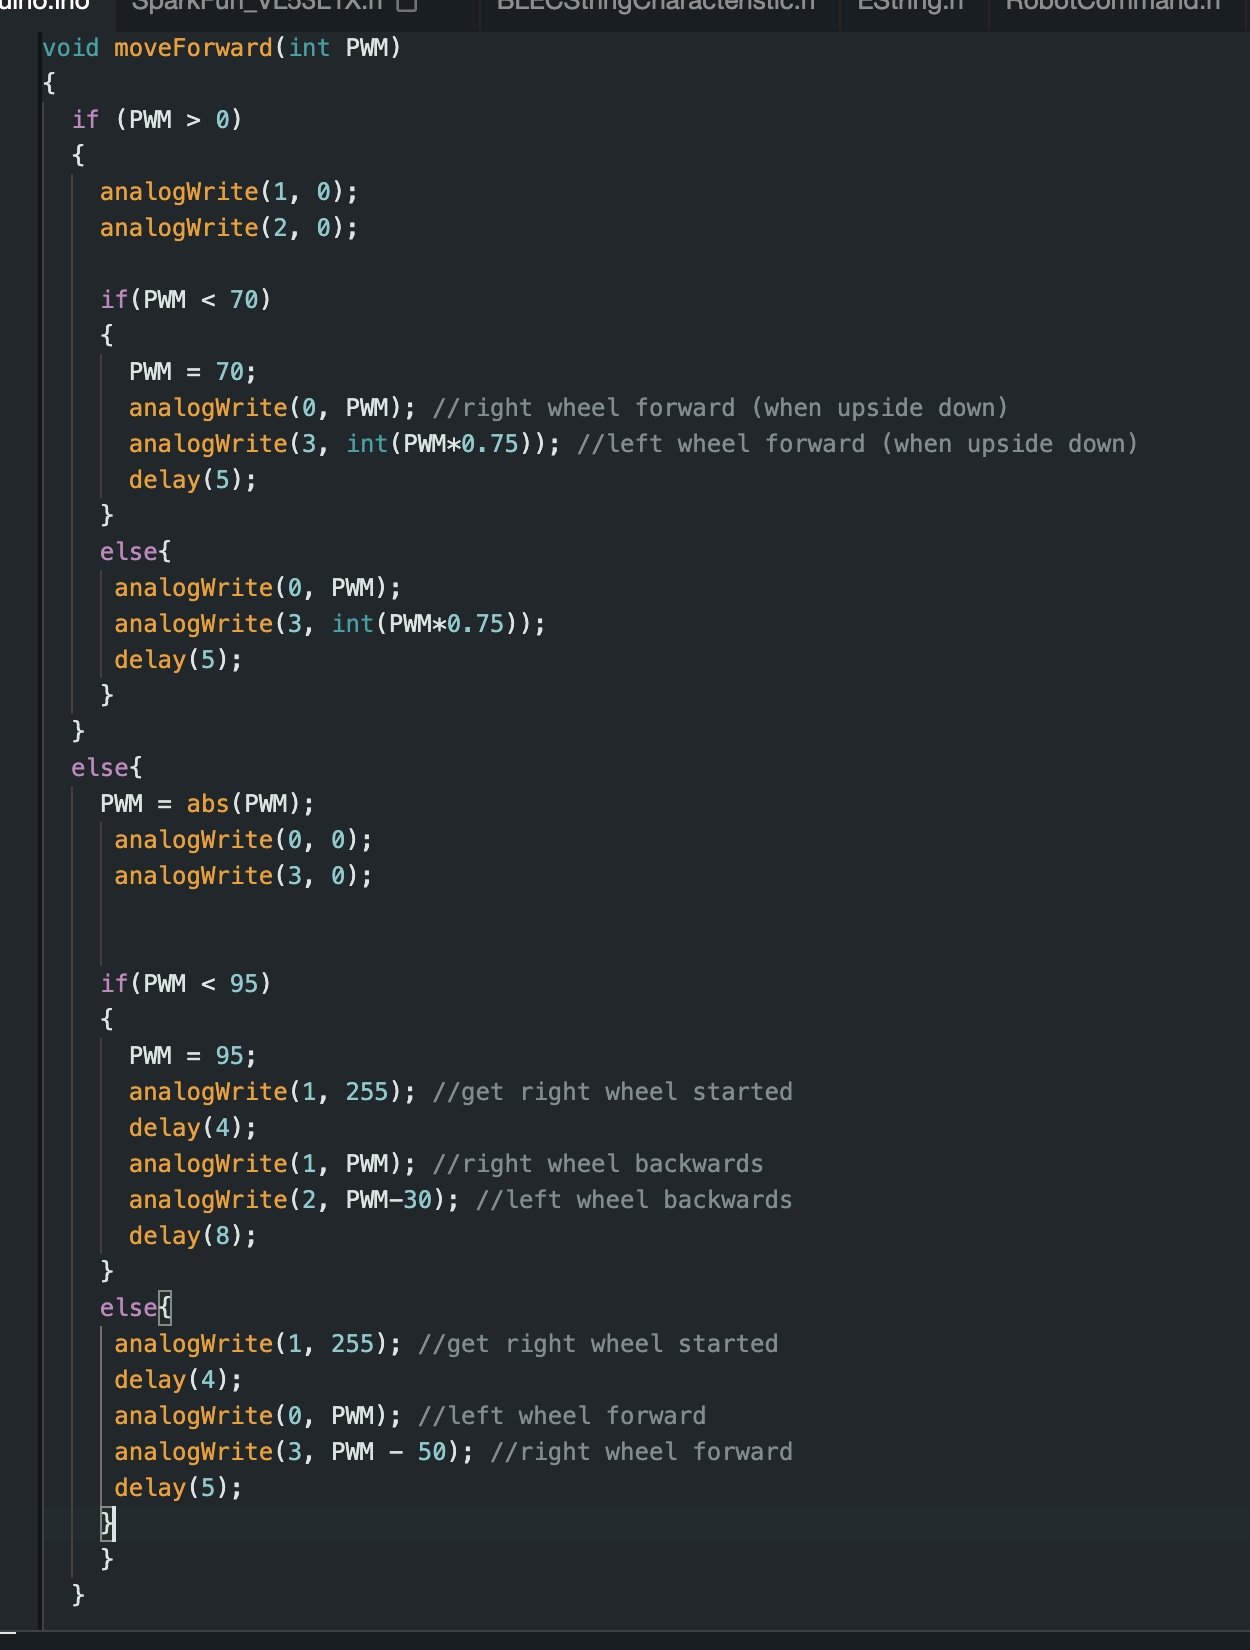 SparkFun_VL53L1X.h BLECStringCharacteristic.h EString.h RobotCommand.h
void moveForward(int PWM)
{
if (PWM > 0)
{
analogWrite(1, 0);
analogWrite(2, 0);
if(PWM < 70)
{
PWM = 70;
analogWrite(0, PWM); //right wheel forward (when upside down)
analogWrite(3, int(PWM*0.75)); //left wheel forward (when upside down)
delay(5);
}
else{
analogWrite(0, PWM);
analogWrite(3, int(PWM*0.75));
delay(5);
}
}
else{
PWM = abs(PWM);
analogWrite(0, 0);
analogWrite(3, 0);
if(PWM < 95)
{
PWM = 95;
analogWrite(1, 255); //get right wheel started
delay(4);
analogWrite(1, PWM); //right wheel backwards
analogWrite(2, PWM-30); //left wheel backwards
delay(8);
}
else{
analogWrite(1, 255); //get right wheel started
delay(4);
analogWrite(0, PWM); //left wheel forward
analogWrite(3, PWM - 50); //right wheel forward
delay(5);
}
}
}